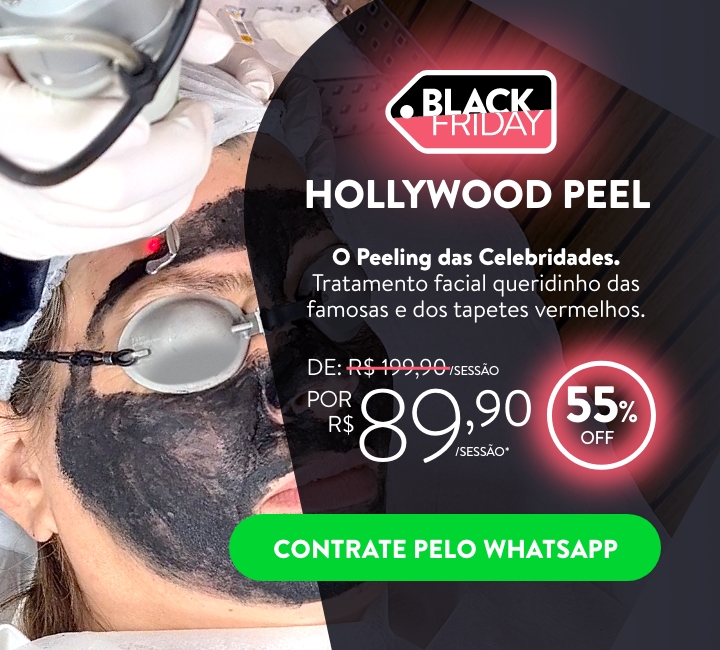 BLACK
FRIDAY
HOLLYWOOD PEEL
O Peeling das Celebridades.
Tratamento facial queridinho das
famosas e dos tapetes vermelhos.
DE: R$ 199,90 /SESSÃO
POR
R$ 89,90
/SESSÃO*
55%
OFF
CONTRATE PELO WHATSAPP